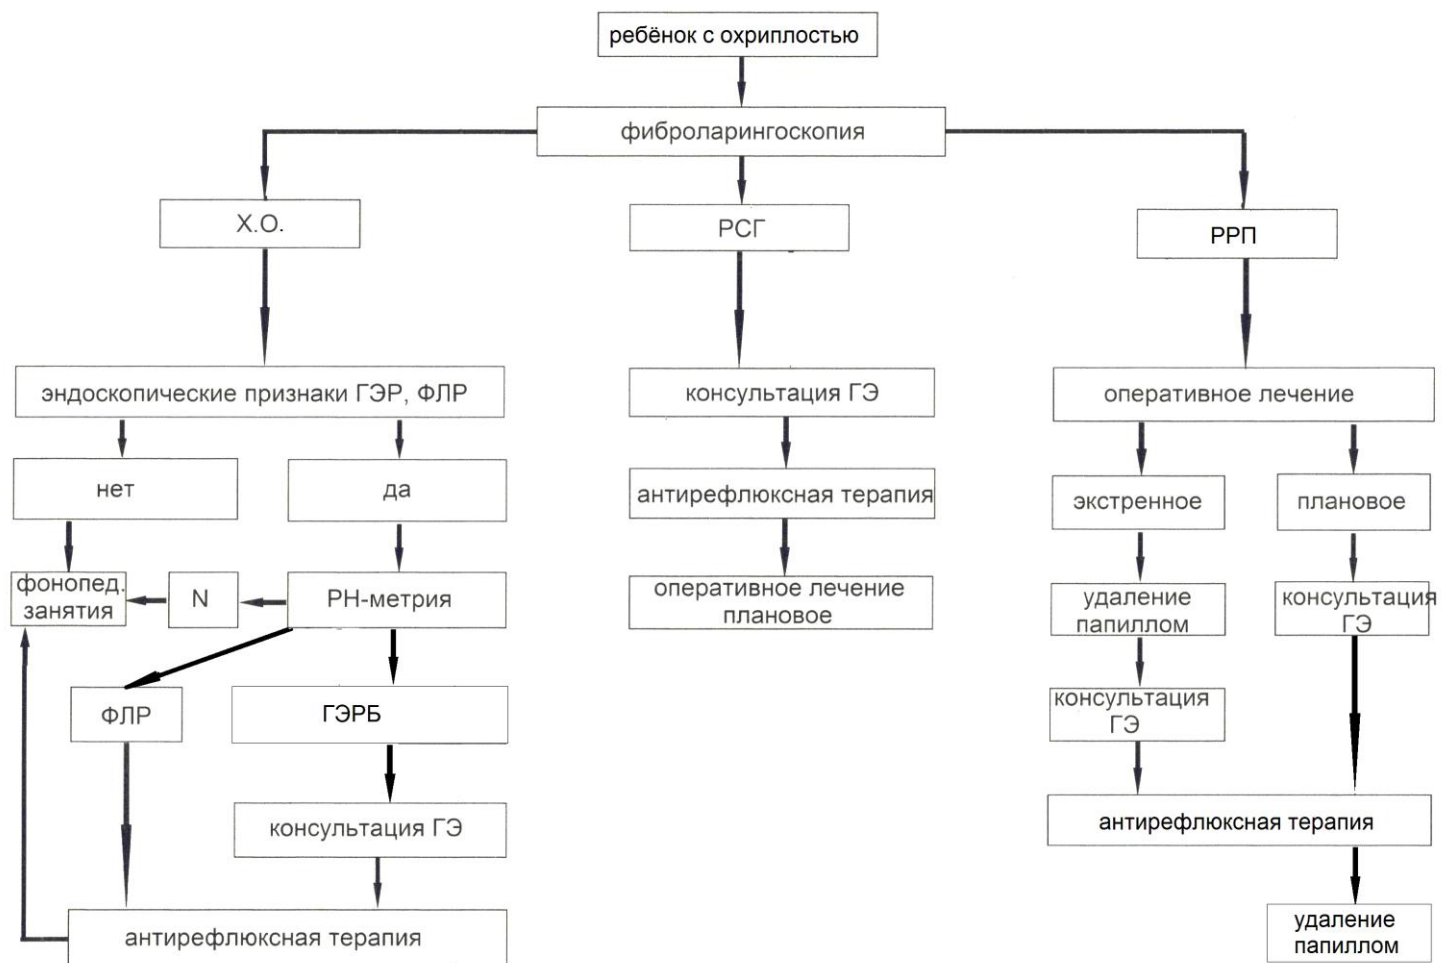 ребёнок с охриплостью
фиброларингоскопия
Х.О.
РСГ
РРП
эндоскопические признаки ГЭР, ФЛР
консультация ГЭ
оперативное лечение
нет
да
антирефлюксная терапия
экстренное
плановое
фонопед.
занятия
N
РН-метрия
оперативное лечение
плановое
удаление
папиллом
консультация
ГЭ
ФЛР
ГЭРБ
консультация
ГЭ
консультация ГЭ
антирефлюксная терапия
антирефлюксная терапия
удаление
папиллом